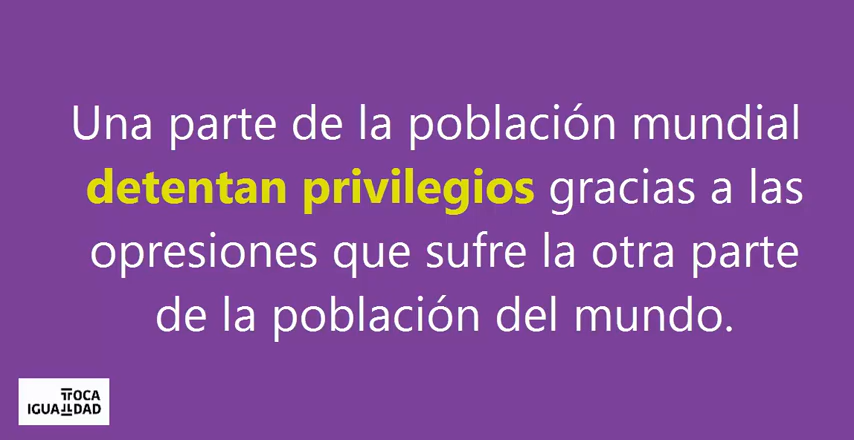 Una parte de la población mundial
detentan privilegios gracias a las
opresiones que sufre la otra parte
de la población del mundo.
TOCA
IGUALDAD